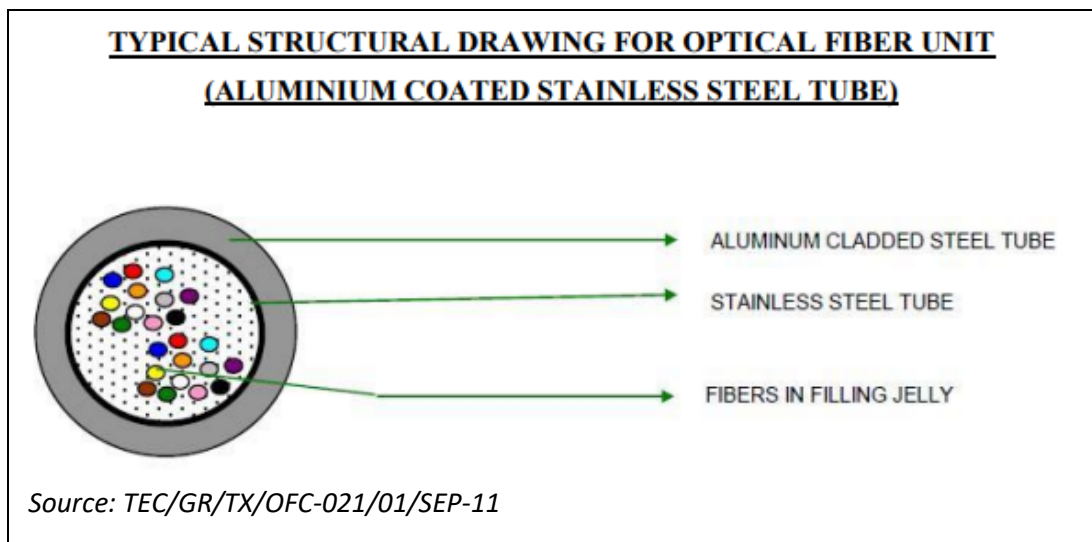 TYPICAL STRUCTURAL DRAWING FOR OPTICAL FIBER UNIT
(ALUMINIUM COATED STAINLESS STEEL TUBE)
ALUMINUM CLADDED STEEL TUBE
STAINLESS STEEL TUBE
FIBERS IN FILLING JELLY
Source: TEC/GR/TX/OFC-021/01/SEP-11